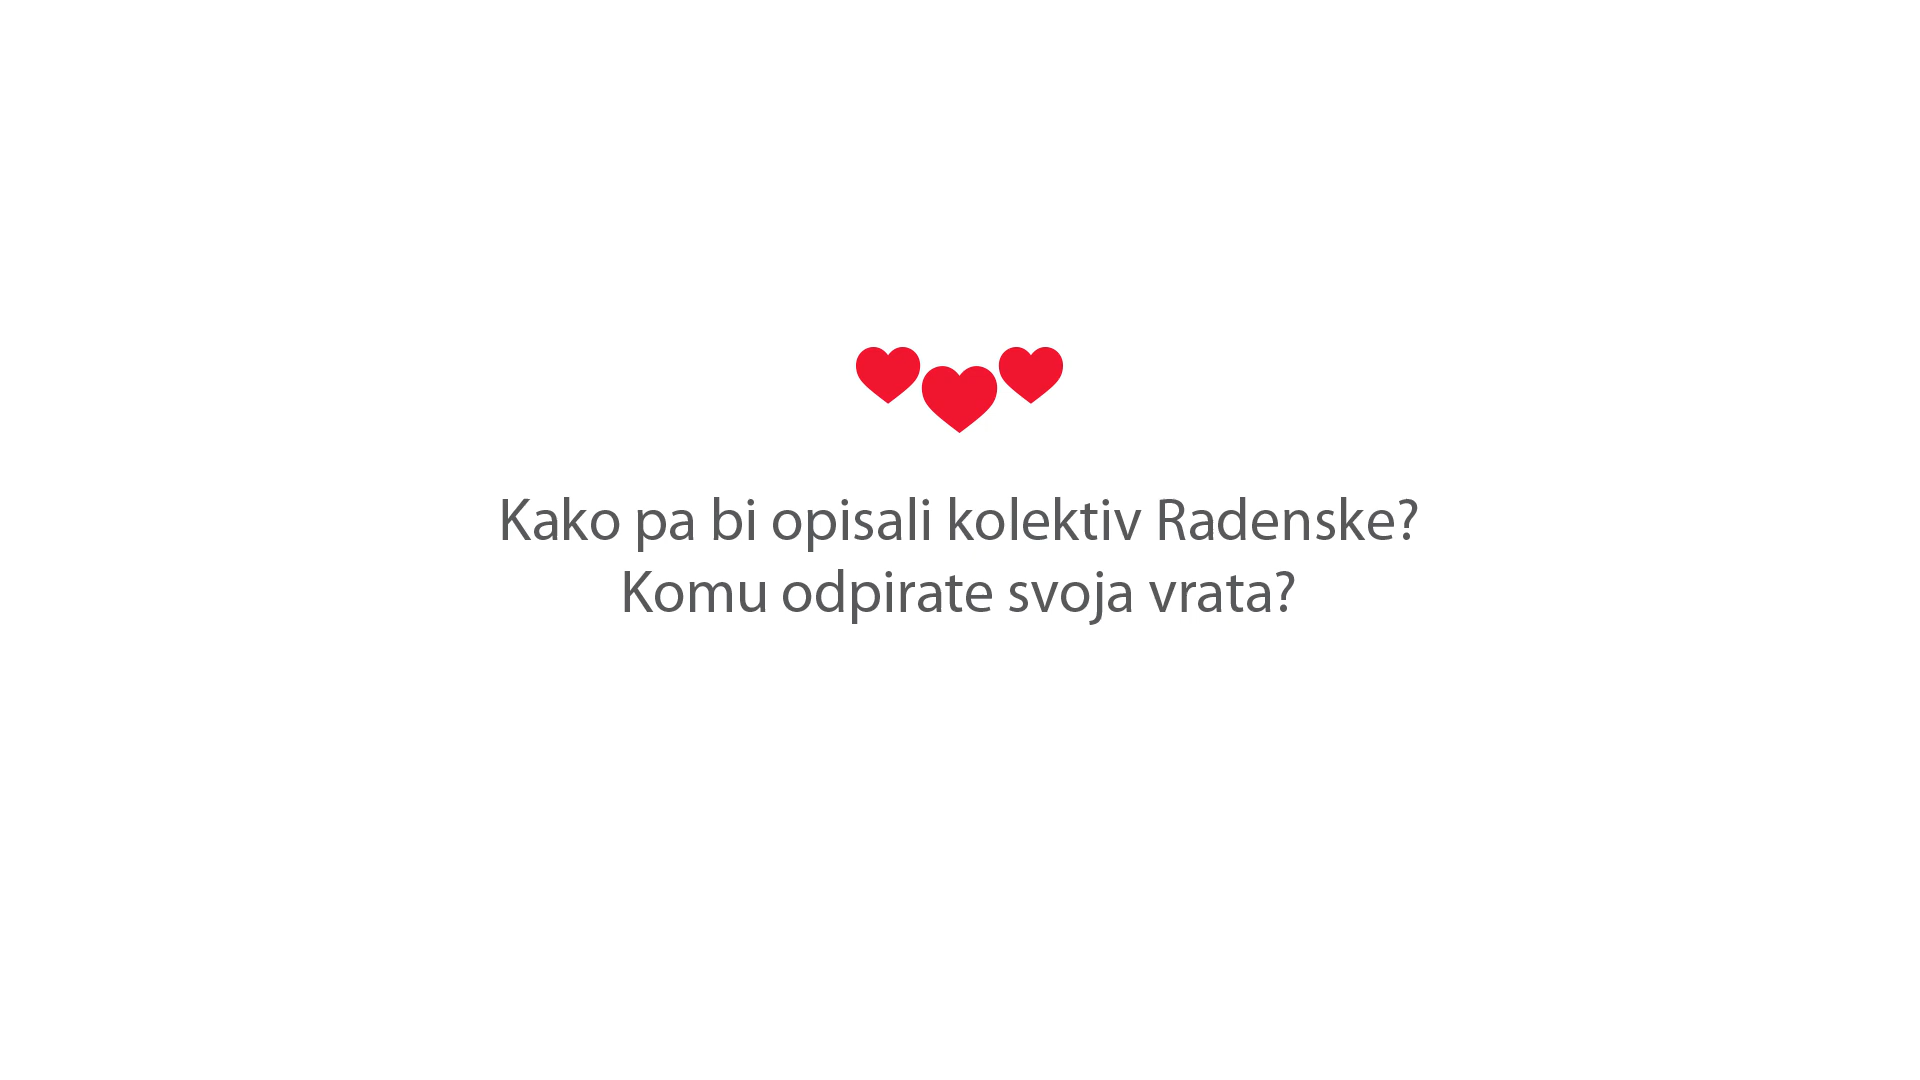 Kako pa bi opisali kolektiv Radenske?
Komu odpirate svoja vrata?